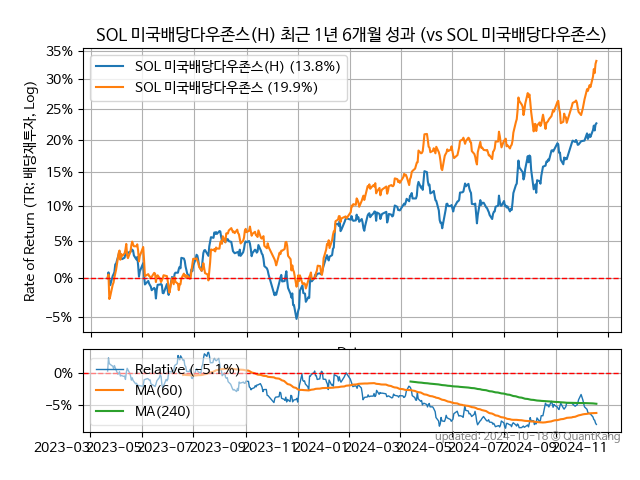 SOL 미국배당다우존스(H) 최근 1년 6개월 성과 (vs SOL 미국배당다우존스)
35%
30%
25%
20%
15%
10%
5%
0%
−5%
Rate of Return (TR: 배당재투자, Log)
SOL 미국배당다우존스(H) (13.8%)
SOL 미국배당다우존스 (19.9%)
0%
−5%
Relative (−5.1%)
MA(60)
MA(240)
updated: 2024-10-18 @ QuantKang
2023-03 2023-05 2023-07 2023-09 2023-11 2024-01 2024-03 2024-05 2024-07 2024-09 2024-11